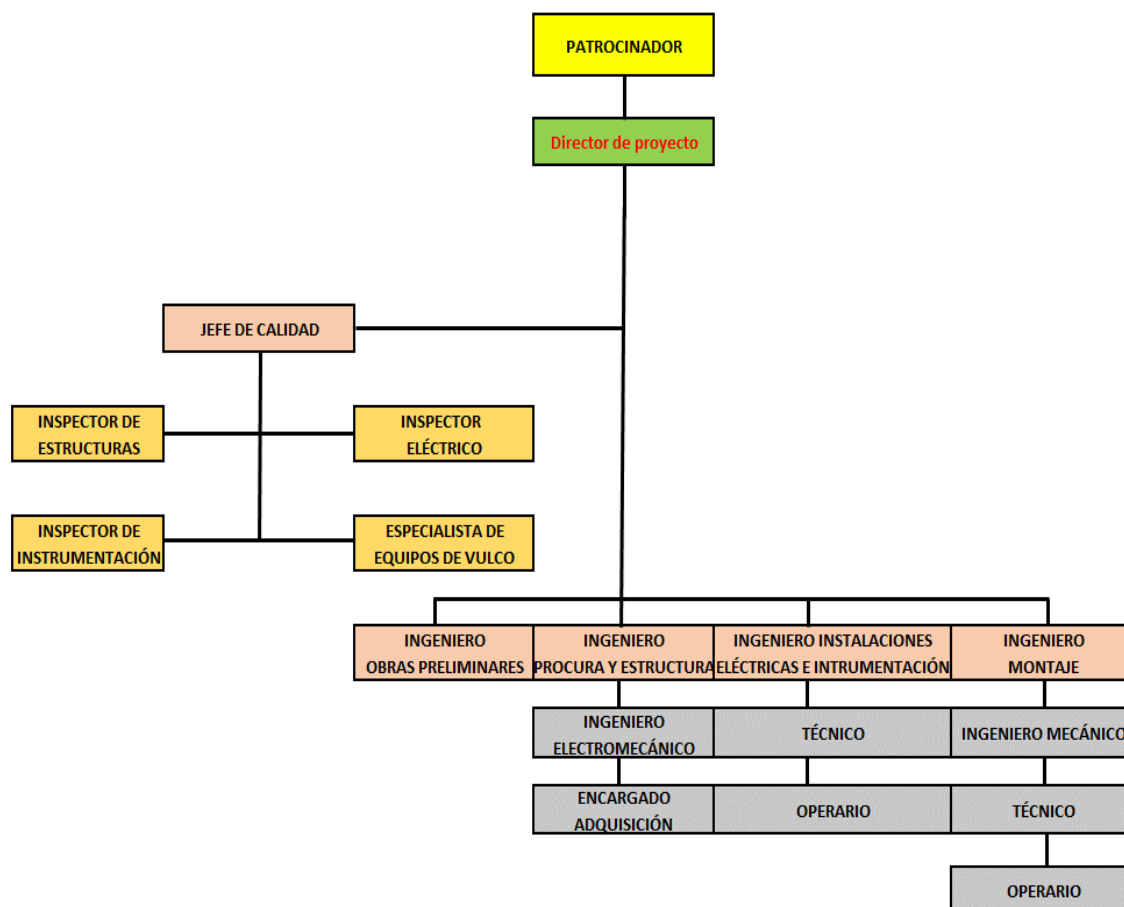 PATROCINADOR
Director de proyecto
JEFE DE CALIDAD
INSPECTOR DE
ESTRUCTURAS
INSPECTOR
ELÉCTRICO
INSPECTOR DE
INSTRUMENTACIÓN
ESPECIALISTA DE
EQUIPOS DE VULCO
INGENIERO
OBRAS PRELIMINARES
INGENIERO
PROCURA Y ESTRUCTURA
INGENIERO INSTALACIONES
ELÉCTRICAS E INTRUMENTACIÓN
INGENIERO
MONTAJE
INGENIERO
ELECTROMECÁNICO
TÉCNICO
INGENIERO MECÁNICO
ENCARGADO
ADQUISICIÓN
OPERARIO
TÉCNICO
OPERARIO